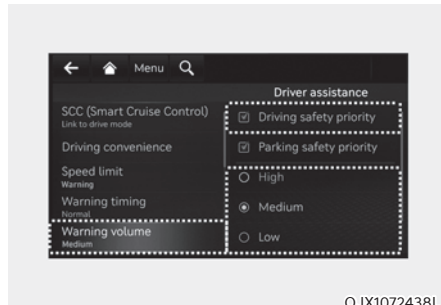 Menu
Driver assistance
SCC (Smart Cruise Control)
Link to drive mode
Driving convenience
Speed limit
Warning
Warning timing
Normal
Warning volume
Medium
Driving safety priority
Parking safety priority
High
Medium
Low
OJX1072438L